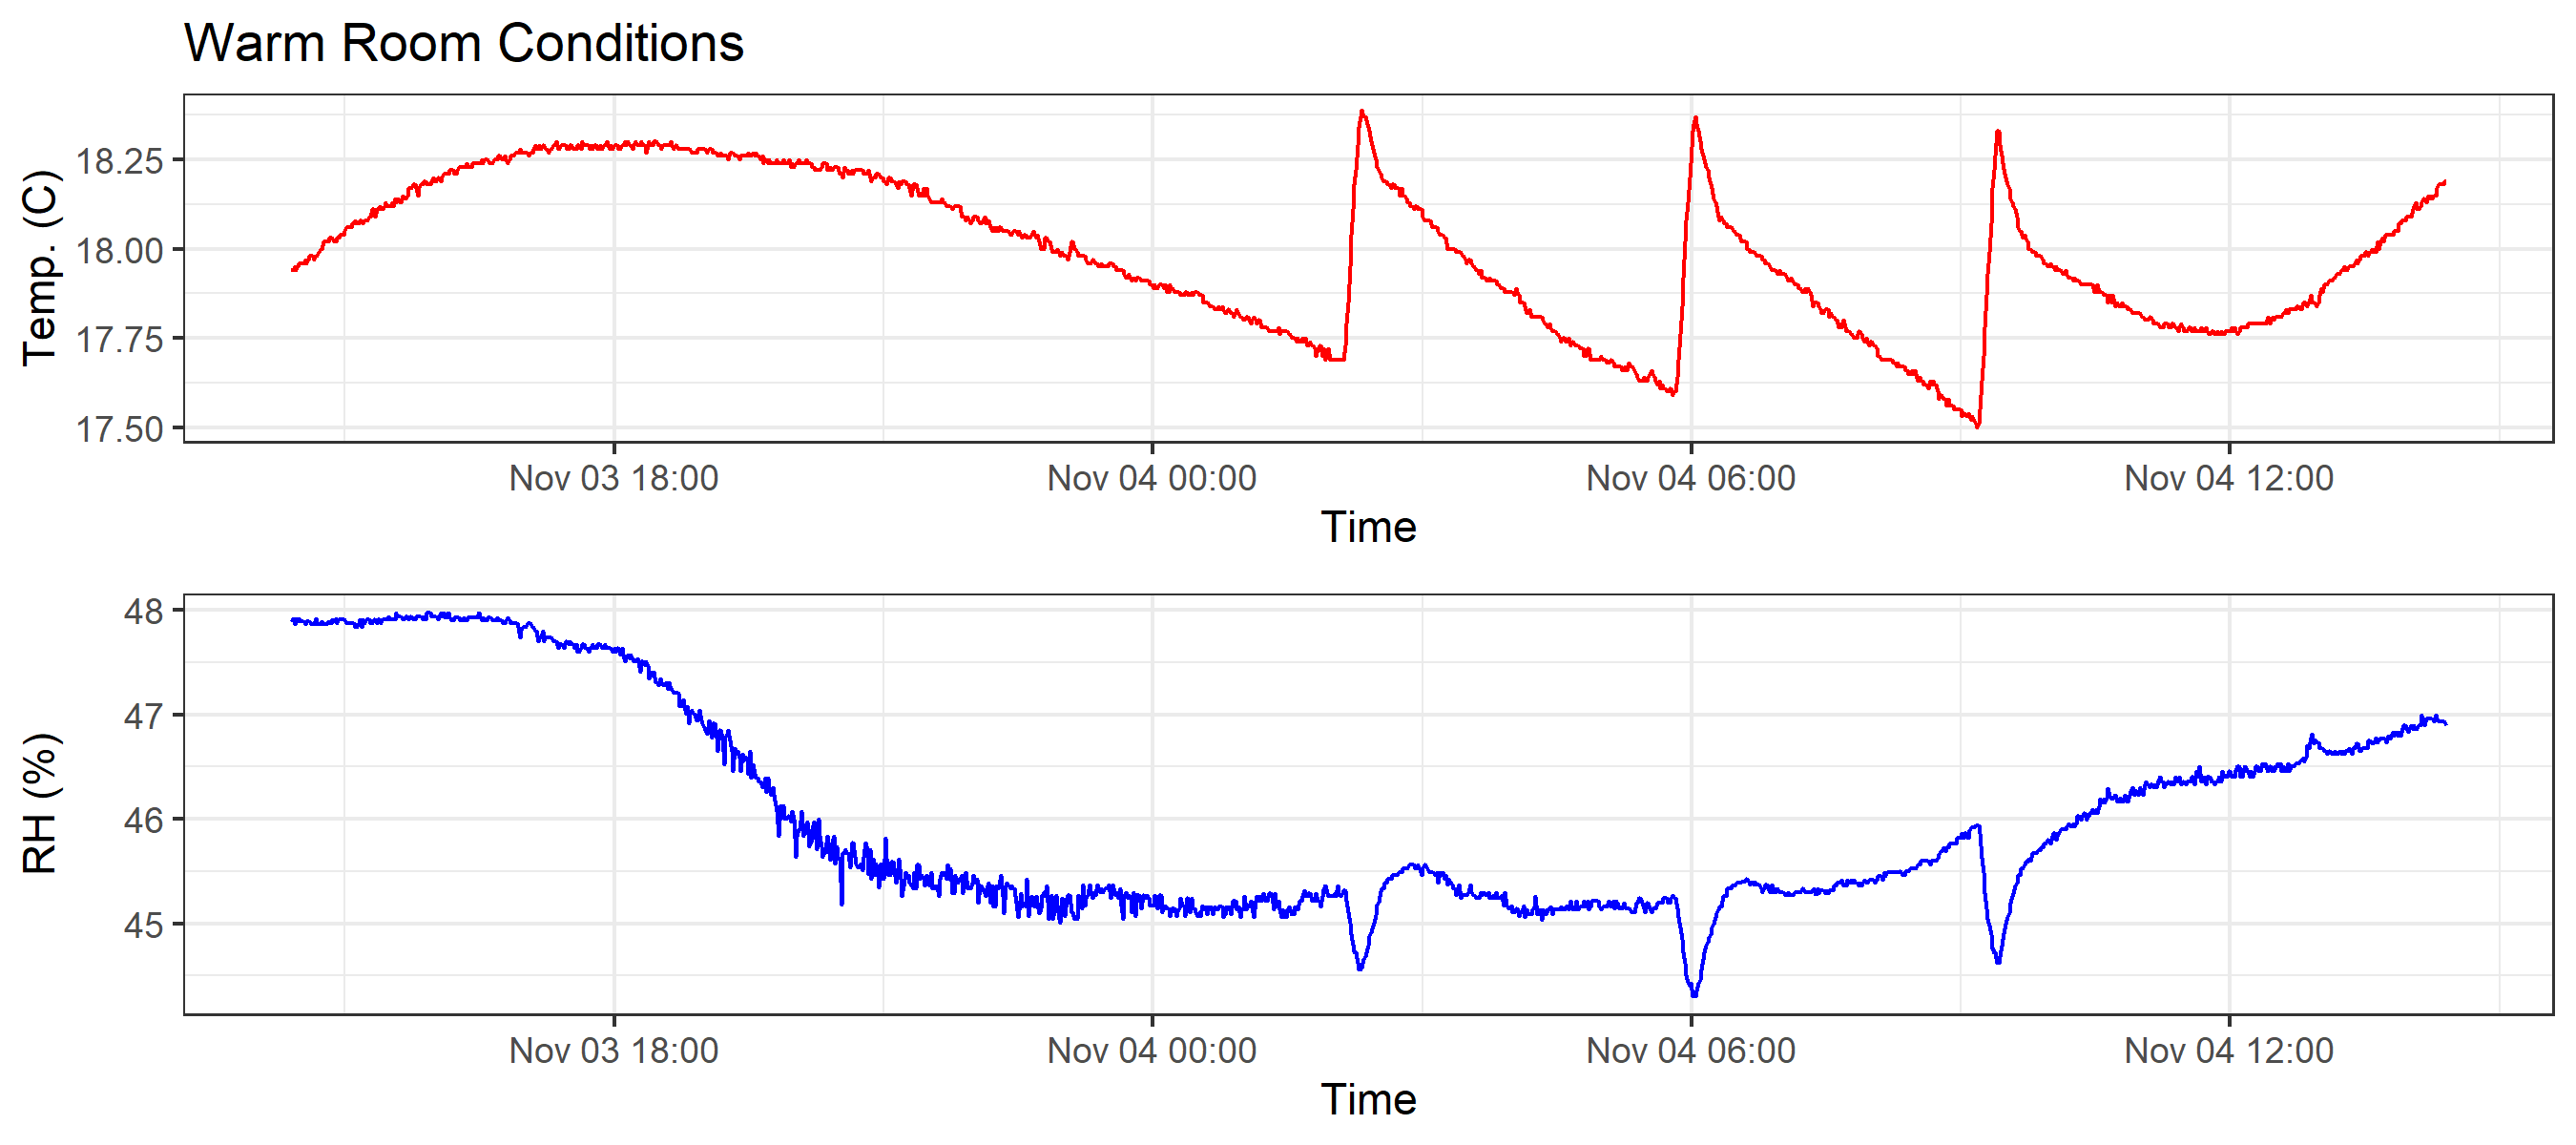 Warm Room Conditions
Temp. (C)
18.25
18.00
17.75
17.50
Nov 03 18:00 Nov 04 00:00 Nov 04 06:00 Nov 04 12:00
Time
RH (%)
48
47
46
45
Nov 03 18:00 Nov 04 00:00 Nov 04 06:00 Nov 04 12:00
Time